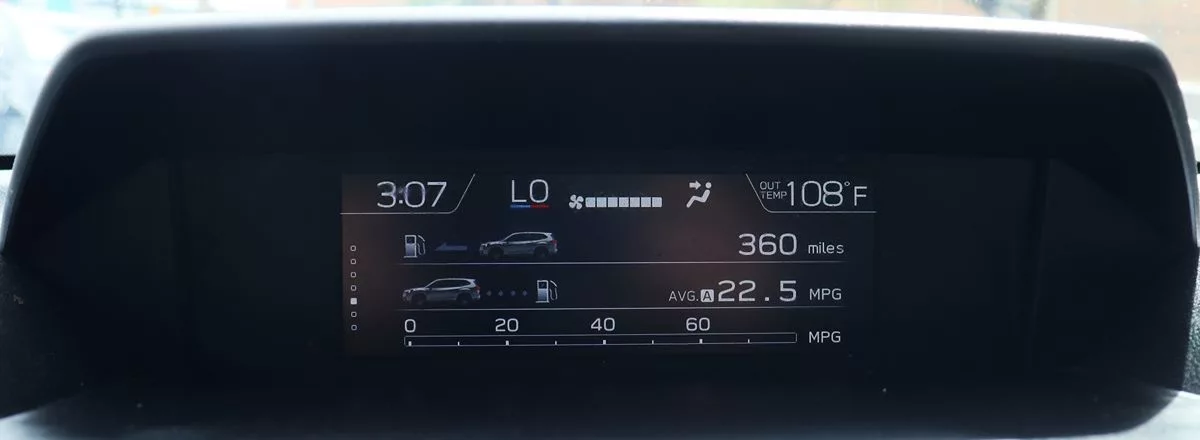 3:07 LO OUT TEMP 108°F
360 miles
AVG. A 22.5 MPG
0 20 40 60
MPG